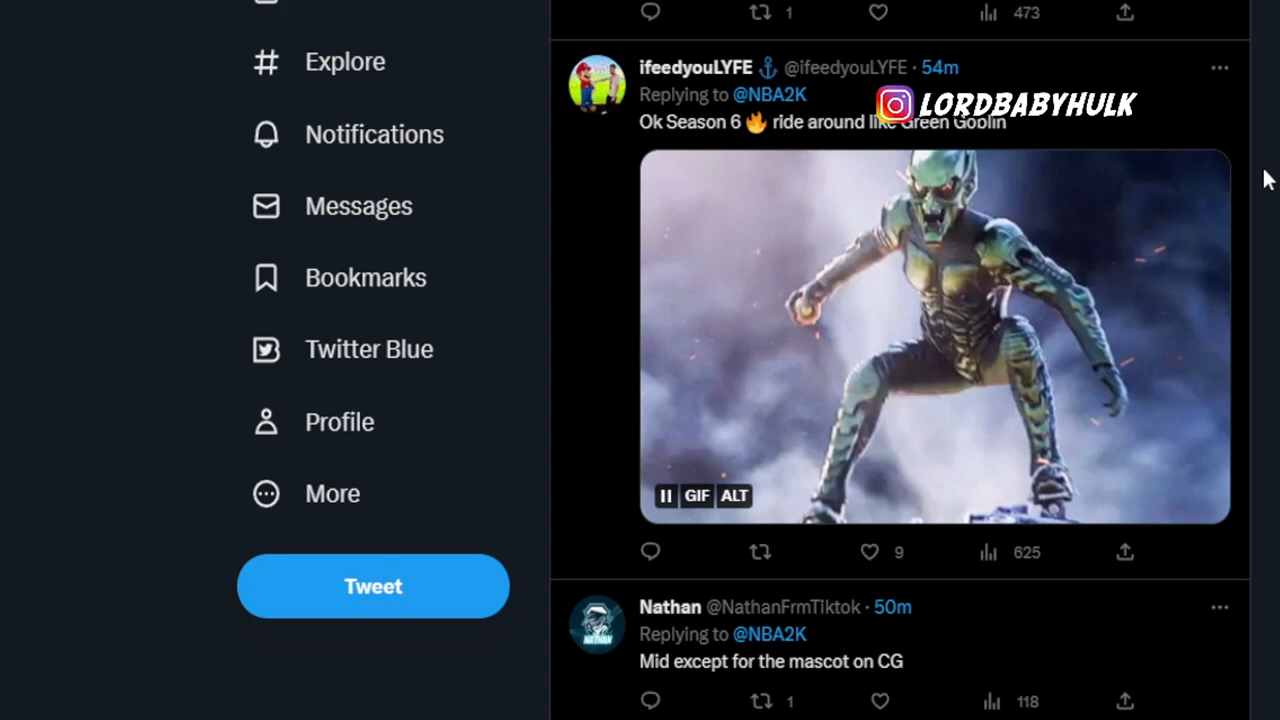 1 473
Explore
Notifications
Messages
Bookmarks
Twitter Blue
Profile
More
Tweet
ifeedyouLYFE ⚓ @ifeedyouLYFE · 54m
Replying to @NBA2K
LORDBABYHULK
Ok Season 6 🔥 ride around like Green Goblin
GIF ALT
9 625
Nathan @NathanFrmTiktok · 50m
Replying to @NBA2K
Mid except for the mascot on CG
1 118
NATHAN